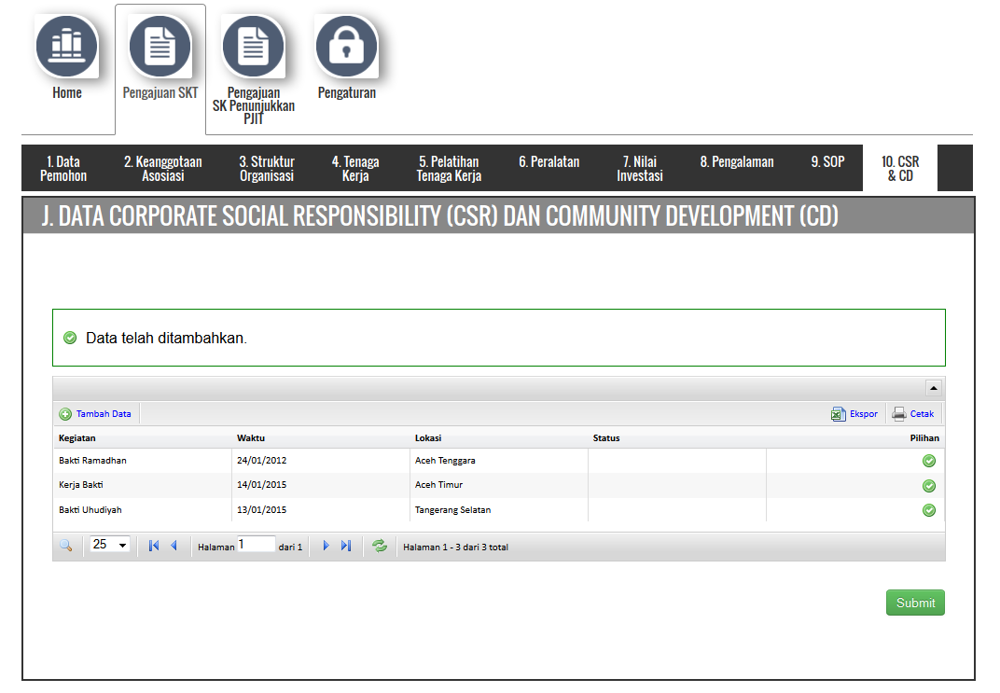 Home
Pengajuan SKT
Pengajuan
SK Penunjukkan
PJIT
Pengaturan
1. Data
Pemohon
2. Keanggotaan
Asosiasi
3. Struktur
Organisasi
4. Tenaga
Kerja
5. Pelatihan
Tenaga Kerja
6. Peralatan
7. Nilai
Investasi
8. Pengalaman
9. SOP
10. CSR
& CD
J. DATA CORPORATE SOCIAL RESPONSIBILITY (CSR) DAN COMMUNITY DEVELOPMENT (CD)
Data telah ditambahkan.
Tambah Data Ekspor Cetak
Kegiatan Waktu Lokasi Status Pilihan
Bakti Ramadhan 24/01/2012 Aceh Tenggara
Kerja Bakti 14/01/2015 Aceh Timur
Bakti Uhudiyah 13/01/2015 Tangerang Selatan
25 Halaman 1 dari 1 Halaman 1 - 3 dari 3 total
Submit